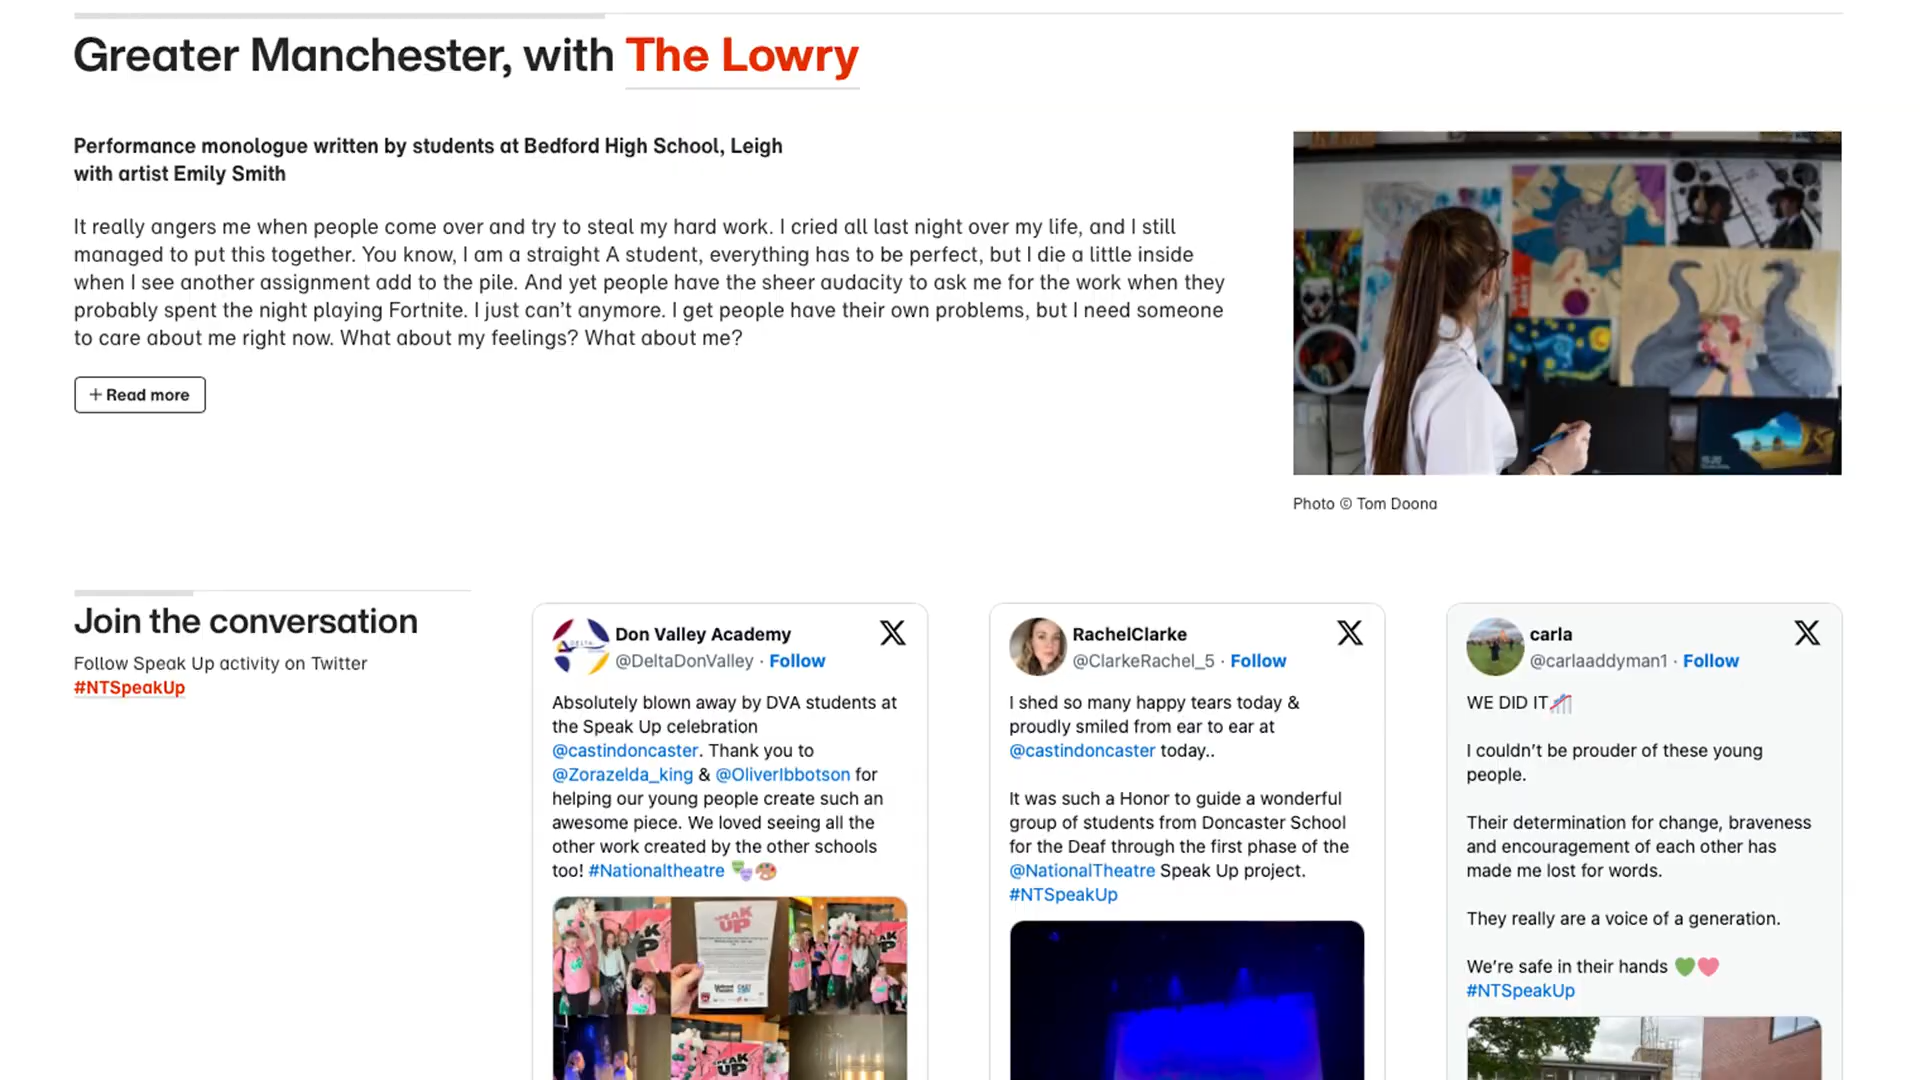 Greater Manchester, with The Lowry
Performance monologue written by students at Bedford High School, Leigh
with artist Emily Smith
It really angers me when people come over and try to steal my hard work. I cried all last night over my life, and I still
managed to put this together. You know, I am a straight A student, everything has to be perfect, but I die a little inside
when I see another assignment add to the pile. And yet people have the sheer audacity to ask me for the work when they
probably spent the night playing Fortnite. I just can't anymore. I get people have their own problems, but I need someone
to care about me right now. What about my feelings? What about me?
+ Read more
Photo © Tom Doona
Join the conversation
Follow Speak Up activity on Twitter
#NTSpeakUp
Don Valley Academy
@DeltaDonValley · Follow
Absolutely blown away by DVA students at
the Speak Up celebration
@castindoncaster. Thank you to
@Zorazelda_king & @OliverIbbotson for
helping our young people create such an
awesome piece. We loved seeing all the
other work created by the other schools
too! #Nationaltheatre
SPEAK
UP
SPEAK
UP
RachelClarke
@ClarkeRachel_5 · Follow
I shed so many happy tears today &
proudly smiled from ear to ear at
@castindoncaster today..
It was such a Honor to guide a wonderful
group of students from Doncaster School
for the Deaf through the first phase of the
@NationalTheatre Speak Up project.
#NTSpeakUp
carla
@carlaaddyman1 · Follow
WE DID IT
I couldn't be prouder of these young
people.
Their determination for change, braveness
and encouragement of each other has
made me lost for words.
They really are a voice of a generation.
We're safe in their hands
#NTSpeakUp